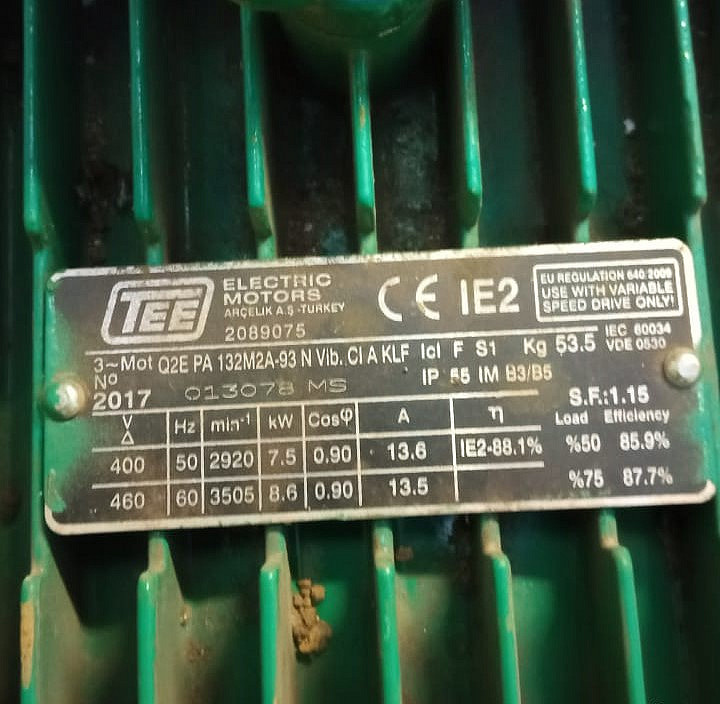 TEE
ELECTRIC
MOTORS
ARÇELİK A.Ş -TURKEY
2089075
CE IE2
EU REGULATION 640/2009
USE WITH VARIABLE
SPEED DRIVE ONLY!
3~Mot Q2E PA 132M2A-93 N Vib. Cl A KLF Icl F S1 Kg 53.5 IEC 60034
VDE 0530
No
2017 013078 MS IP 55 IM B3/B5
S.F.:1.15
V Δ Hz min⁻¹ kW Cosφ A η Load Efficiency
400 50 2920 7.5 0.90 13.6 IE2-88.1% %50 85.9%
460 60 3505 8.6 0.90 13.5 %75 87.7%